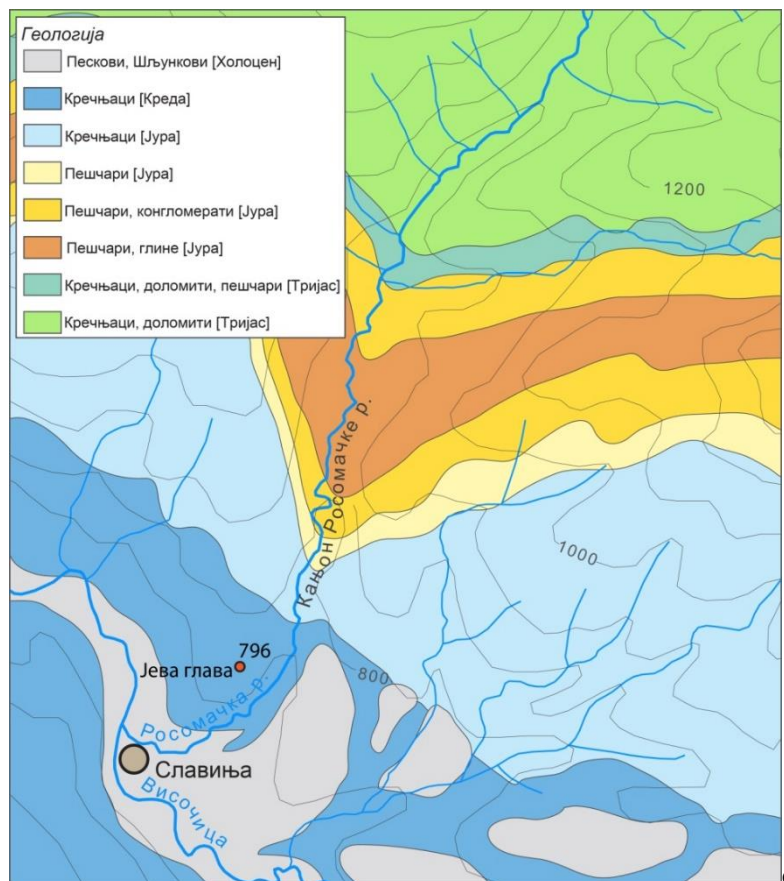 Геологија
Пескови, Шљункови [Холоцен]
Кречњаци [Креда]
Кречњаци [Јура]
Пешчари [Јура]
Пешчари, конгломерати [Јура]
Пешчари, глине [Јура]
Кречњаци, доломити, пешчари [Тријас]
Кречњаци, доломити [Тријас]
1200
Кањон Росомачке р.
1000
796
Јева глава
800
Росомачка р.
Славиња
Височица